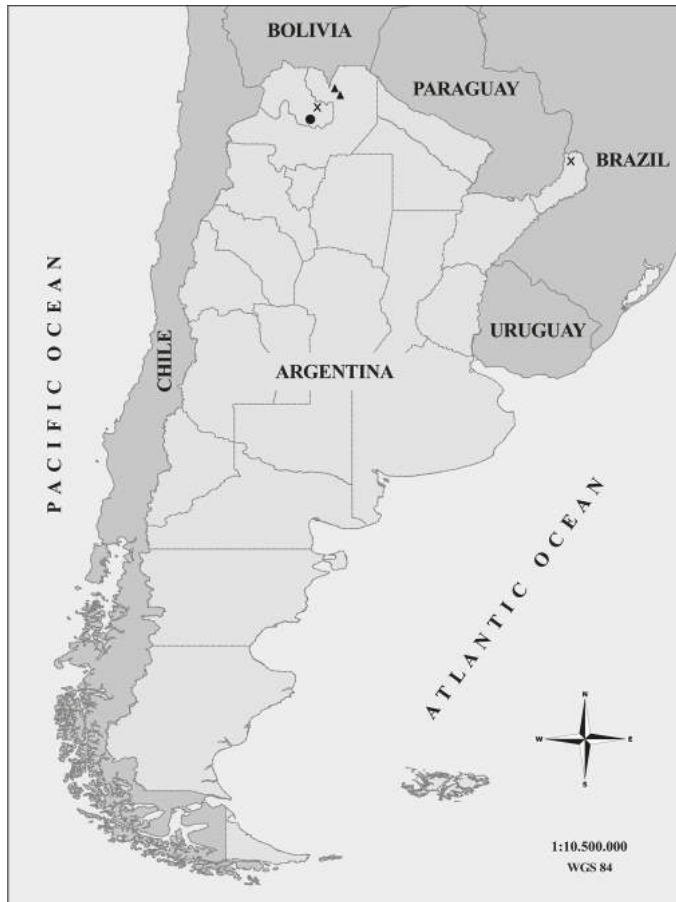 BOLIVIA
PARAGUAY
BRAZIL
PACIFIC OCEAN
CHILE
URUGUAY
ARGENTINA
ATLANTIC OCEAN
N
W
E
S
1:10.500.000
WGS 84